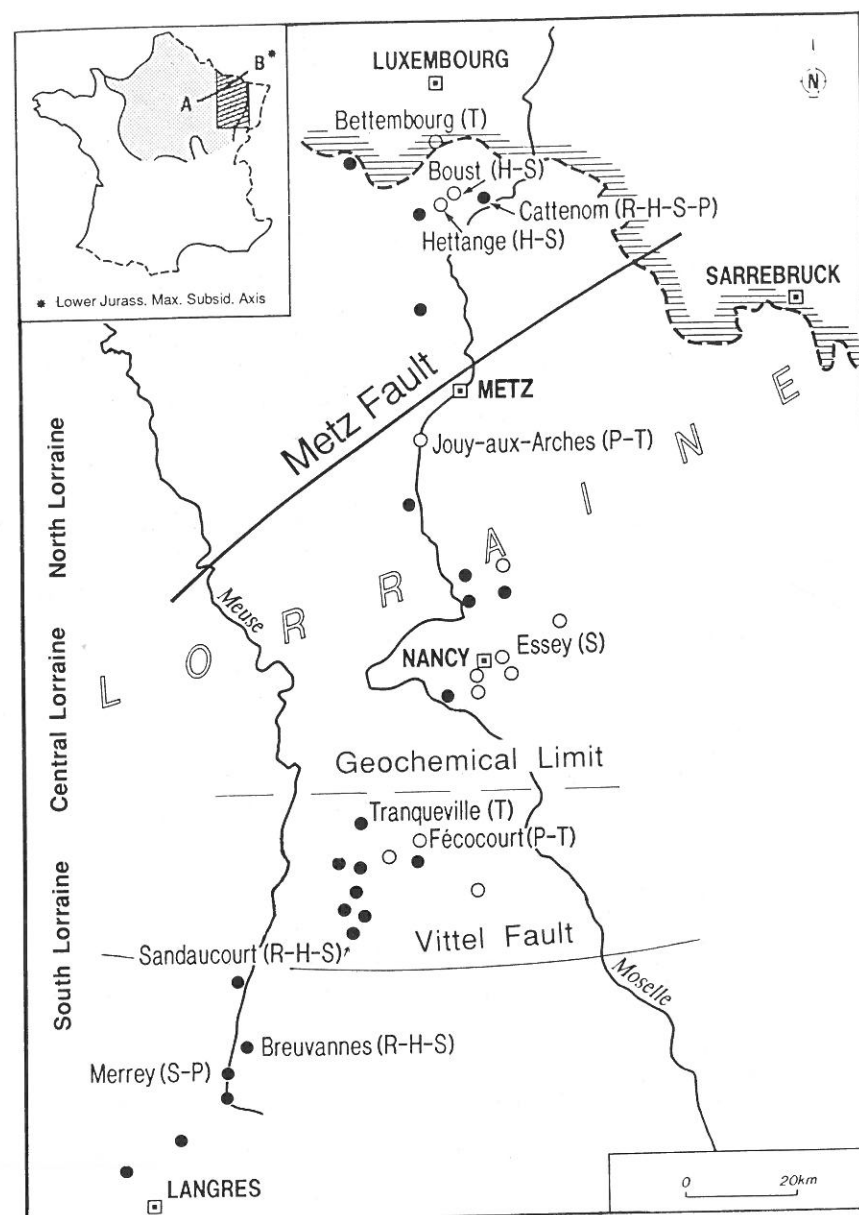 B*
A
* Lower Jurass. Max. Subsid. Axis
N
LUXEMBOURG
Bettembourg (T)
Boust (H-S)
Cattenom (R-H-S-P)
Hettange (H-S)
SARREBRUCK
Metz Fault
METZ
Jouy-aux-Arches (P-T)
LORRAINE
North Lorraine
Meuse
Essey (S)
NANCY
Central Lorraine
Geochemical Limit
Tranqueville (T)
Fécocourt (P-T)
South Lorraine
Vittel Fault
Sandaucourt (R-H-S)
Moselle
Breuvannes (R-H-S)
Merrey (S-P)
LANGRES
0 20km